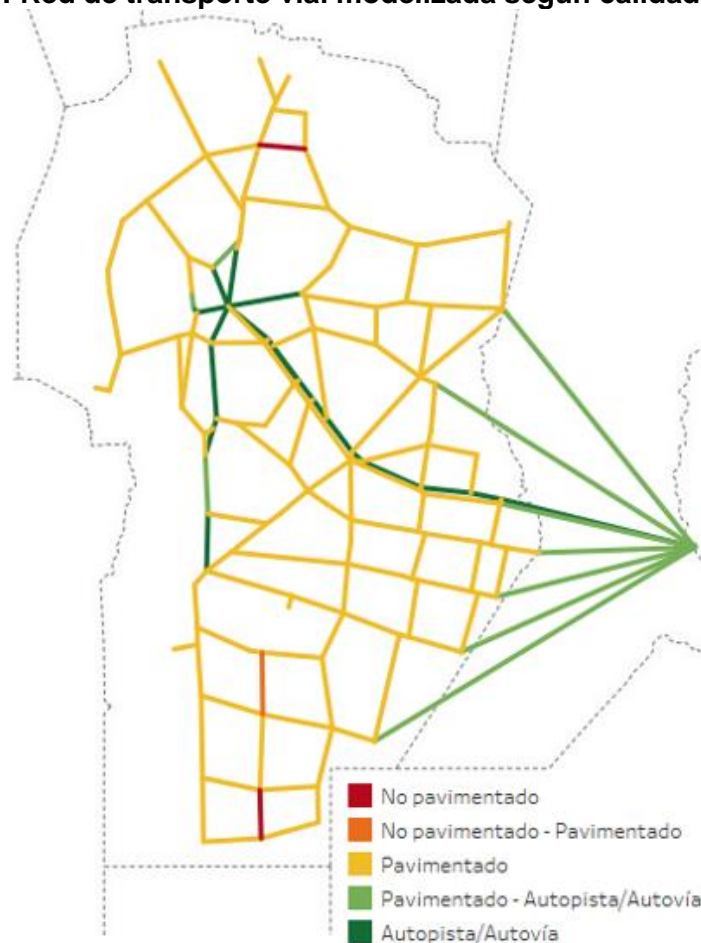 Red de transporte vial modelizada según calidad
No pavimentado
No pavimentado - Pavimentado
Pavimentado
Pavimentado - Autopista/Autovía
Autopista/Autovía